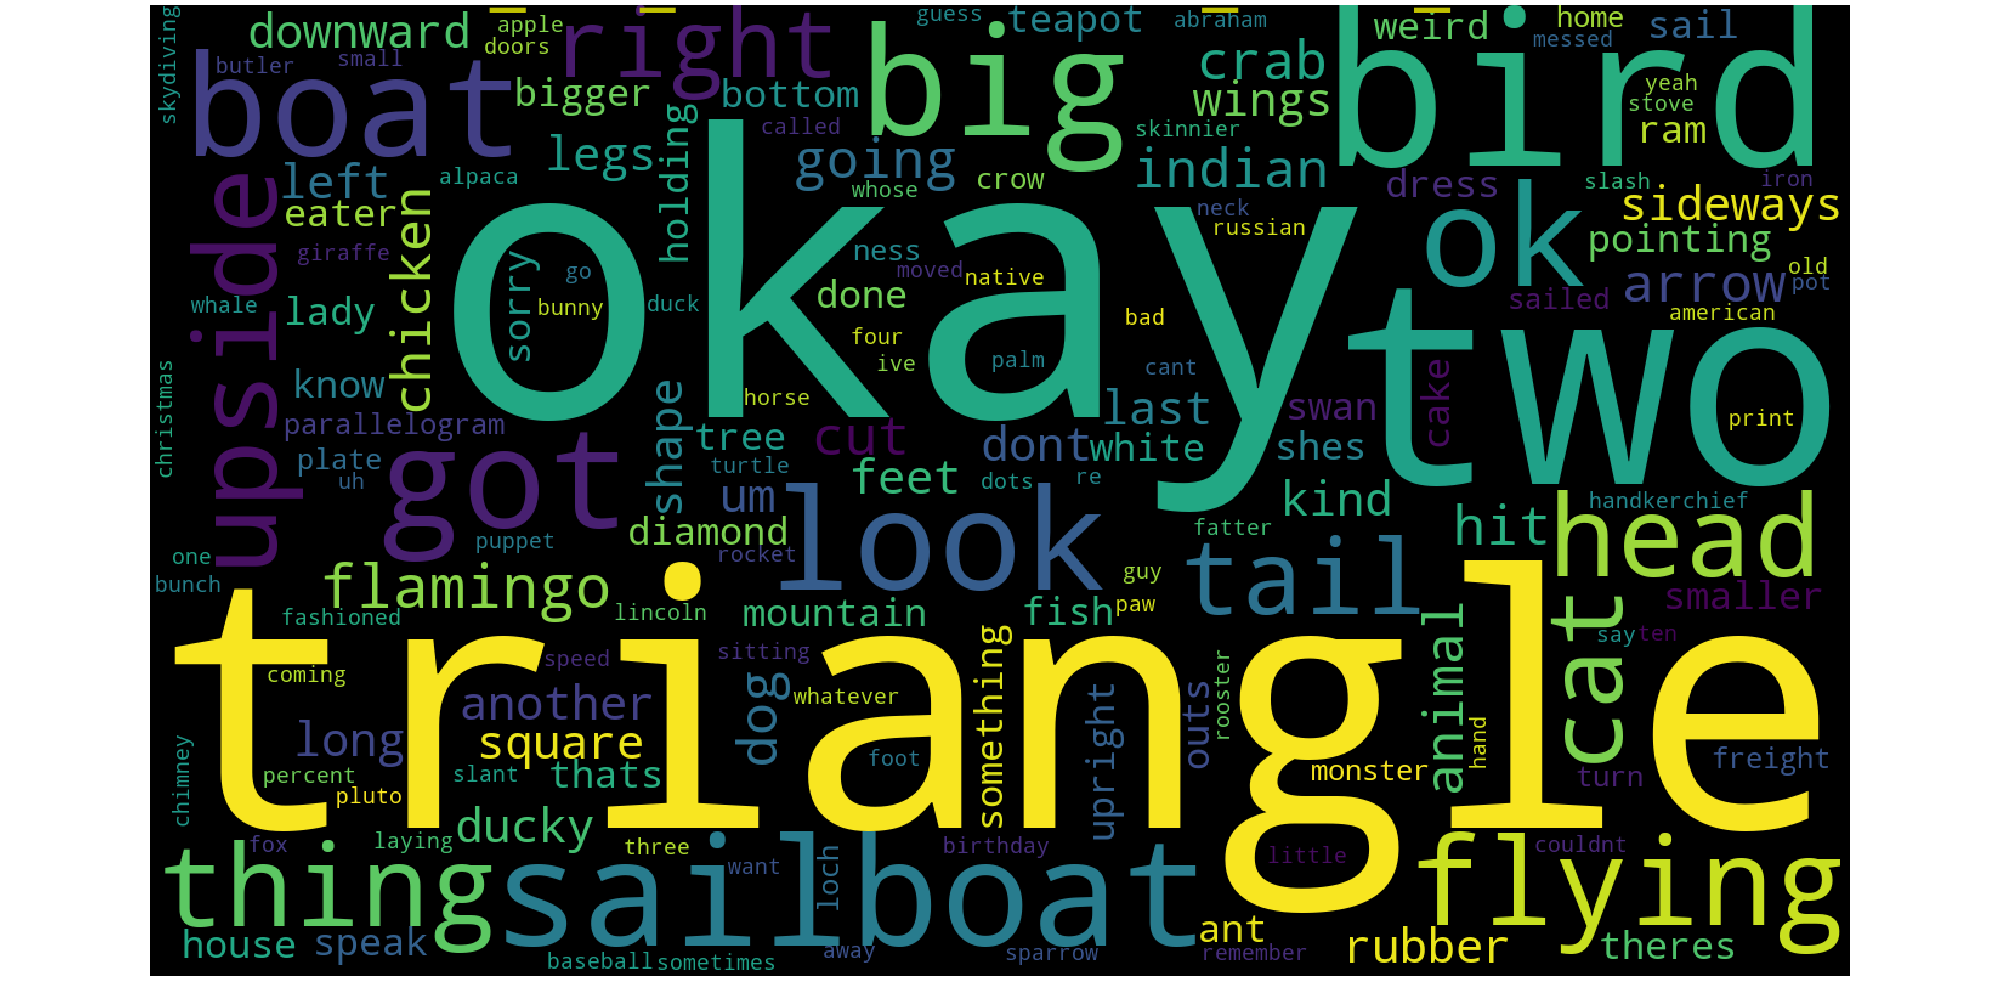 skydiving
downward
apple
doors
right
guess
teapot
abraham
weird
home
messed
sail
butler
small
boat
bigger
bottom
big
crab
wings
bird
yeah
stove
ram
called
skinnier
legs
holding
going
indian
left
alpaca
whose
crow
dress
slash
iron
sideways
eater
chicken
upside
okay
neck
russian
ok
pointing
giraffe
sorry
go
ness
moved
native
arrow
old
pot
whale
lady
bunny
duck
done
bad
sailed
american
four
ive
palm
cant
two
christmas
know
shape
horse
last
swan
cake
print
parallelogram
got
tree
cut
dont
white
shes
plate
uh
turtle
feet
dots
re
um
look
kind
hit
handkerchief
head
diamond
puppet
rocket
fatter
tail
one
bunch
flamingo
guy
fashioned
lincoln
mountain
fish
paw
animal
cat
smaller
say
ten
triangle
coming
speed
sitting
something
another
dog
whatever
upright
outs
rooster
hand
long
square
foot
monster
freight
chimney
percent
slant
thats
turn
pluto
ducky
fox
laying
three
want
loch
birthday
little
couldnt
thing
sailboat
flying
house
speak
ant
rubber
theres
baseball
sometimes
away
sparrow
remember